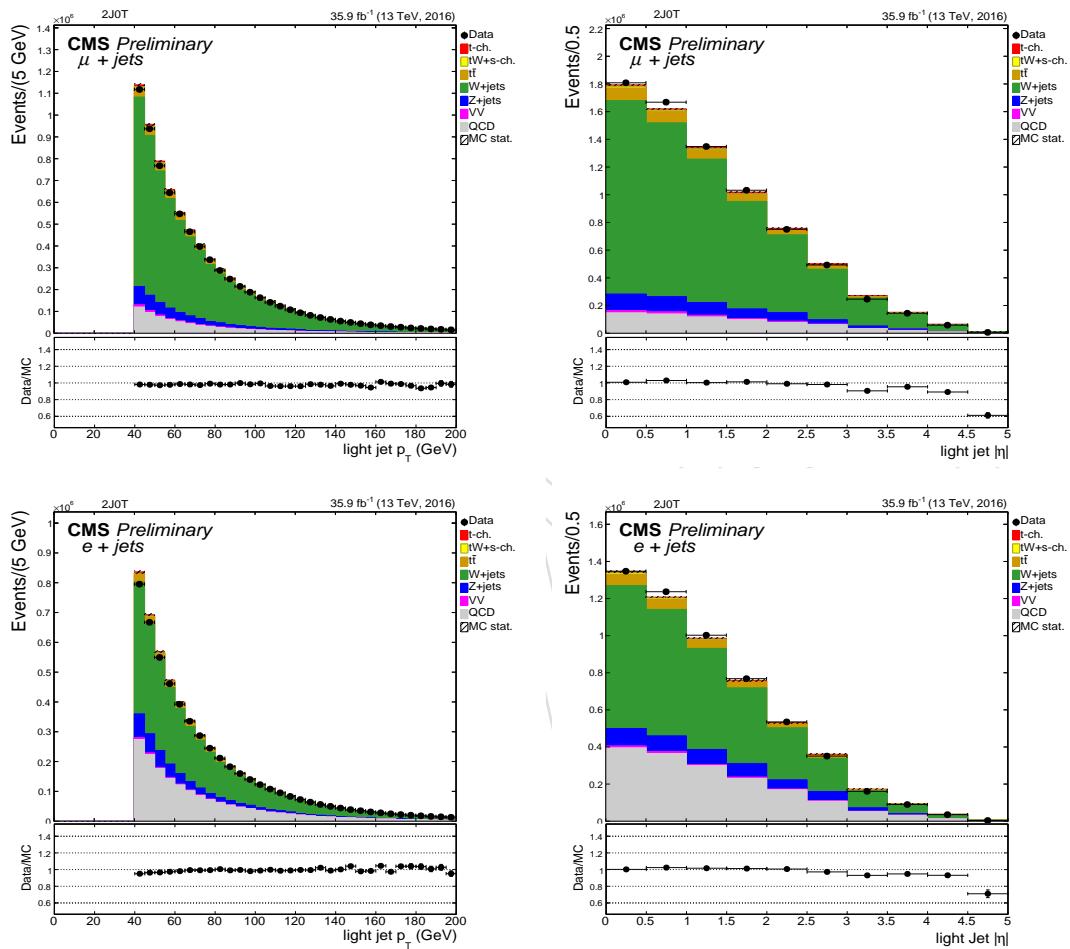 ×10⁶ 2J0T 35.9 fb⁻¹ (13 TeV, 2016)
CMS Preliminary
μ + jets
Events/(5 GeV)
1.4
1.3
1.2
1.1
1
0.9
0.8
0.7
0.6
0.5
0.4
0.3
0.2
0.1
0
Data
t-ch.
tW+s-ch.
tt̄
W+jets
Z+jets
VV
QCD
MC stat.
Data/MC
1.4
1.2
1.0
0.8
0.6
0 20 40 60 80 100 120 140 160 180 200
light jet p_T (GeV)
×10⁶ 2J0T 35.9 fb⁻¹ (13 TeV, 2016)
CMS Preliminary
μ + jets
Events/0.5
2.2
2
1.8
1.6
1.4
1.2
1
0.8
0.6
0.4
0.2
0
Data
t-ch.
tW+s-ch.
tt̄
W+jets
Z+jets
VV
QCD
MC stat.
Data/MC
1.4
1.2
1.0
0.8
0.6
0 0.5 1 1.5 2 2.5 3 3.5 4 4.5 5
light jet |η|
×10⁶ 2J0T 35.9 fb⁻¹ (13 TeV, 2016)
CMS Preliminary
e + jets
Events/(5 GeV)
1
0.9
0.8
0.7
0.6
0.5
0.4
0.3
0.2
0.1
0
Data
t-ch.
tW+s-ch.
tt̄
W+jets
Z+jets
VV
QCD
MC stat.
Data/MC
1.4
1.2
1.0
0.8
0.6
0 20 40 60 80 100 120 140 160 180 200
light jet p_T (GeV)
×10⁶ 2J0T 35.9 fb⁻¹ (13 TeV, 2016)
CMS Preliminary
e + jets
Events/0.5
1.6
1.4
1.2
1
0.8
0.6
0.4
0.2
0
Data
t-ch.
tW+s-ch.
tt̄
W+jets
Z+jets
VV
QCD
MC stat.
Data/MC
1.4
1.2
1.0
0.8
0.6
0 0.5 1 1.5 2 2.5 3 3.5 4 4.5 5
light Jet |η|